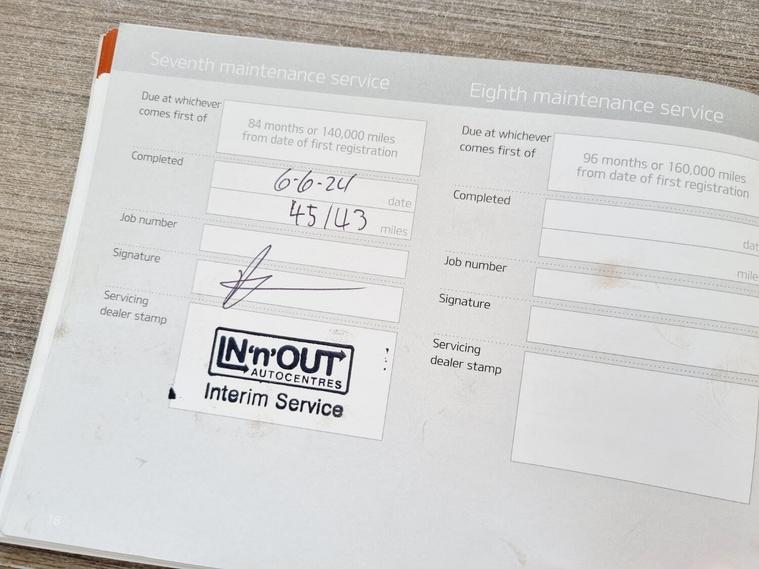 Seventh maintenance service
Due at whichever
comes first of
84 months or 140,000 miles
from date of first registration
Completed
6-6-24
date
45143
miles
Job number
Signature
Servicing
dealer stamp
IN'n'OUT
AUTOCENTRES
Interim Service
18
Eighth maintenance service
Due at whichever
comes first of
96 months or 160,000 miles
from date of first registration
Completed
dat
mile
Job number
Signature
Servicing
dealer stamp